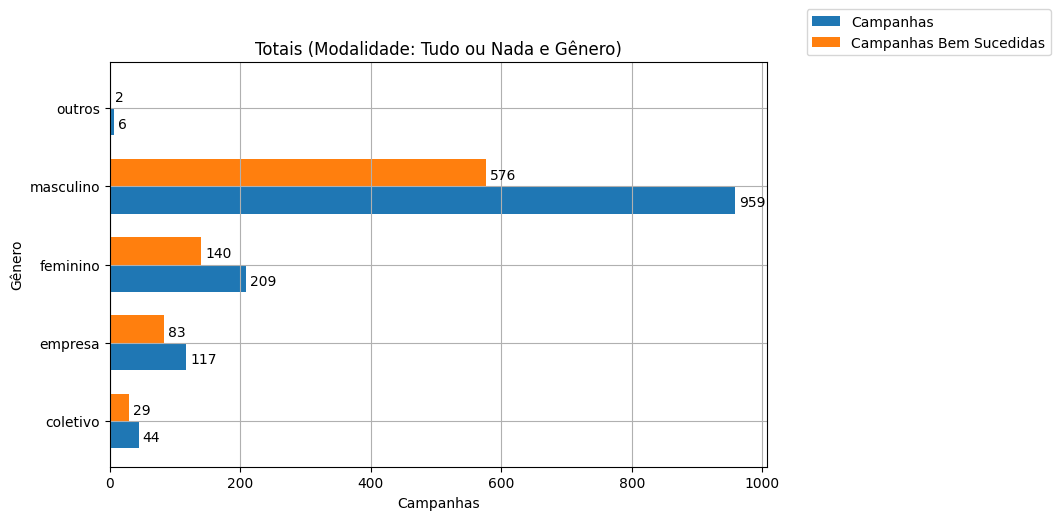 Campanhas
Campanhas Bem Sucedidas
Totais (Modalidade: Tudo ou Nada e Gênero)
outros
2
6
masculino
576
959
feminino
140
209
empresa
83
117
coletivo
29
44
Gênero
0 200 400 600 800 1000
Campanhas